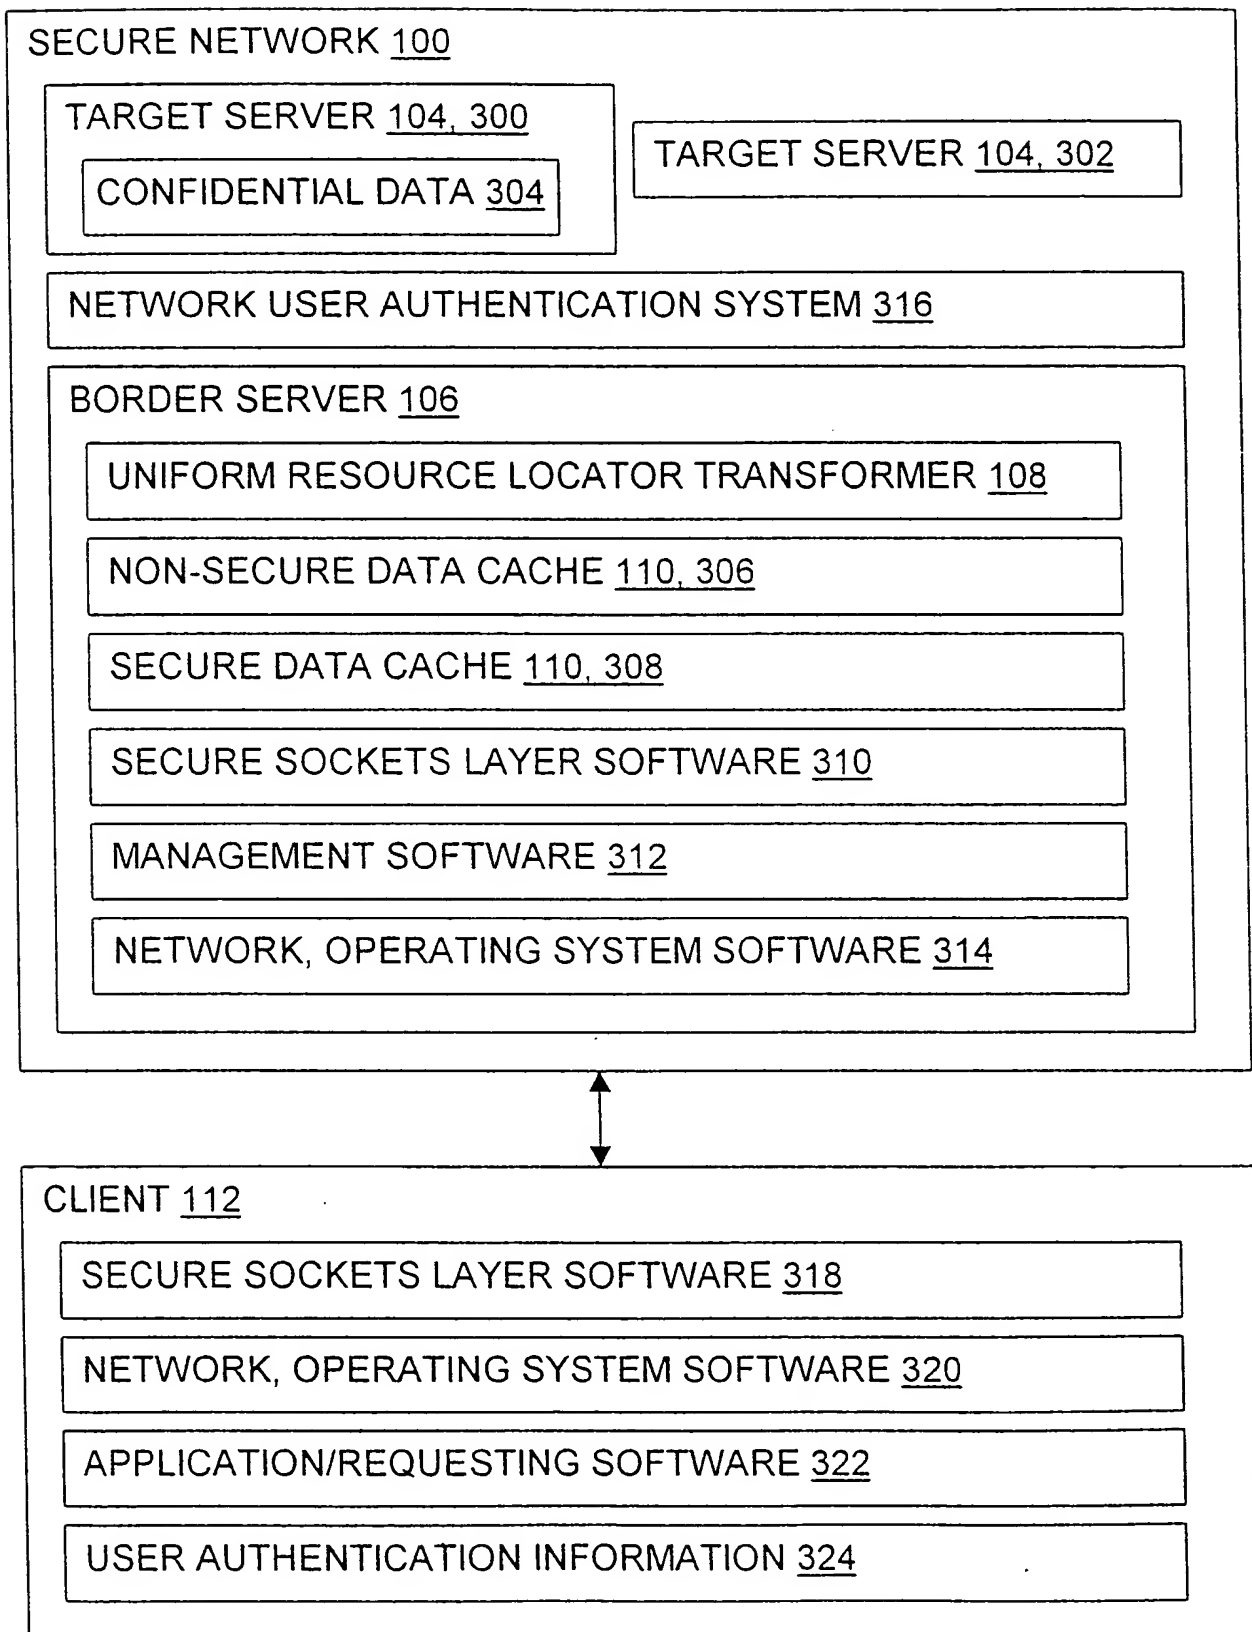 SECURE NETWORK 100
TARGET SERVER 104, 300
CONFIDENTIAL DATA 304
TARGET SERVER 104, 302
NETWORK USER AUTHENTICATION SYSTEM 316
BORDER SERVER 106
UNIFORM RESOURCE LOCATOR TRANSFORMER 108
NON-SECURE DATA CACHE 110, 306
SECURE DATA CACHE 110, 308
SECURE SOCKETS LAYER SOFTWARE 310
MANAGEMENT SOFTWARE 312
NETWORK, OPERATING SYSTEM SOFTWARE 314
CLIENT 112
SECURE SOCKETS LAYER SOFTWARE 318
NETWORK, OPERATING SYSTEM SOFTWARE 320
APPLICATION/REQUESTING SOFTWARE 322
USER AUTHENTICATION INFORMATION 324